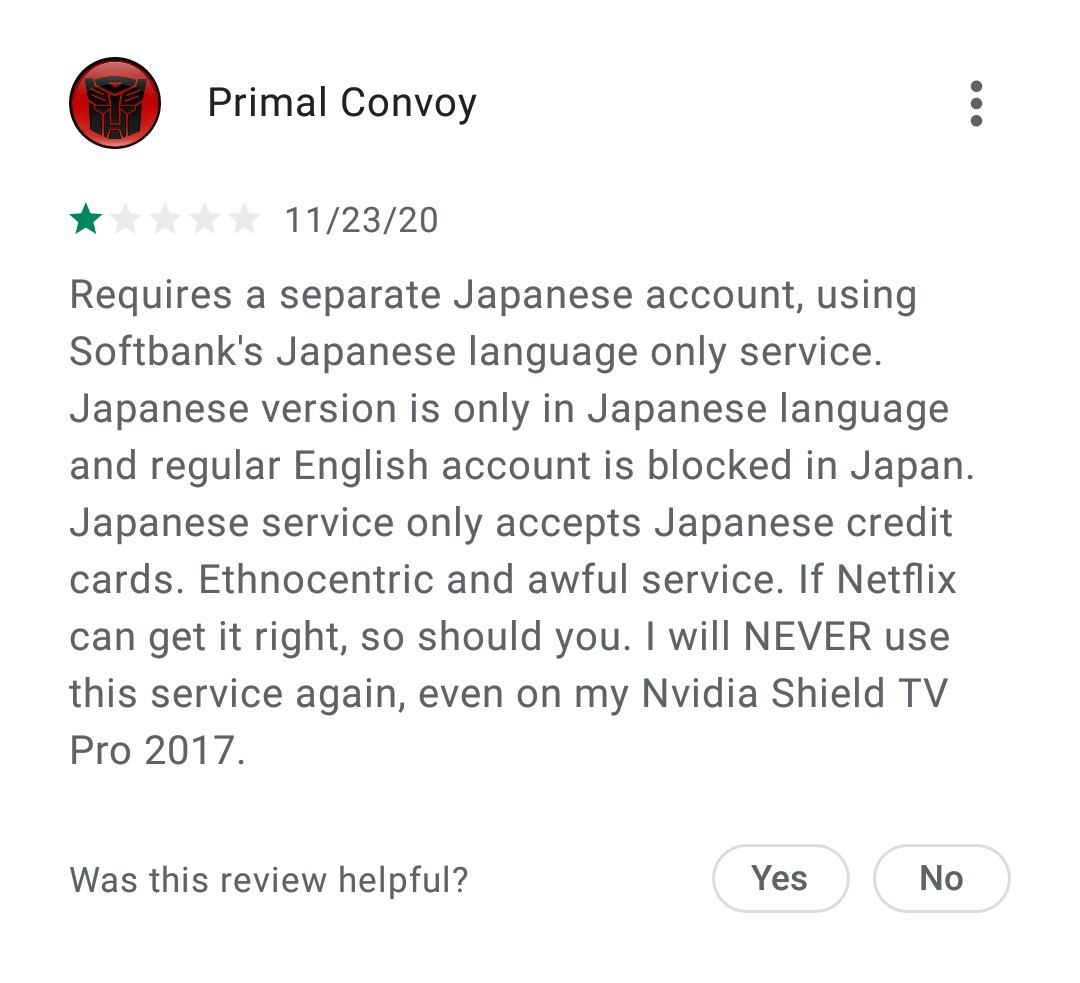 Primal Convoy
11/23/20
Requires a separate Japanese account, using
Softbank's Japanese language only service.
Japanese version is only in Japanese language
and regular English account is blocked in Japan.
Japanese service only accepts Japanese credit
cards. Ethnocentric and awful service. If Netflix
can get it right, so should you. I will NEVER use
this service again, even on my Nvidia Shield TV
Pro 2017.
Was this review helpful? Yes No